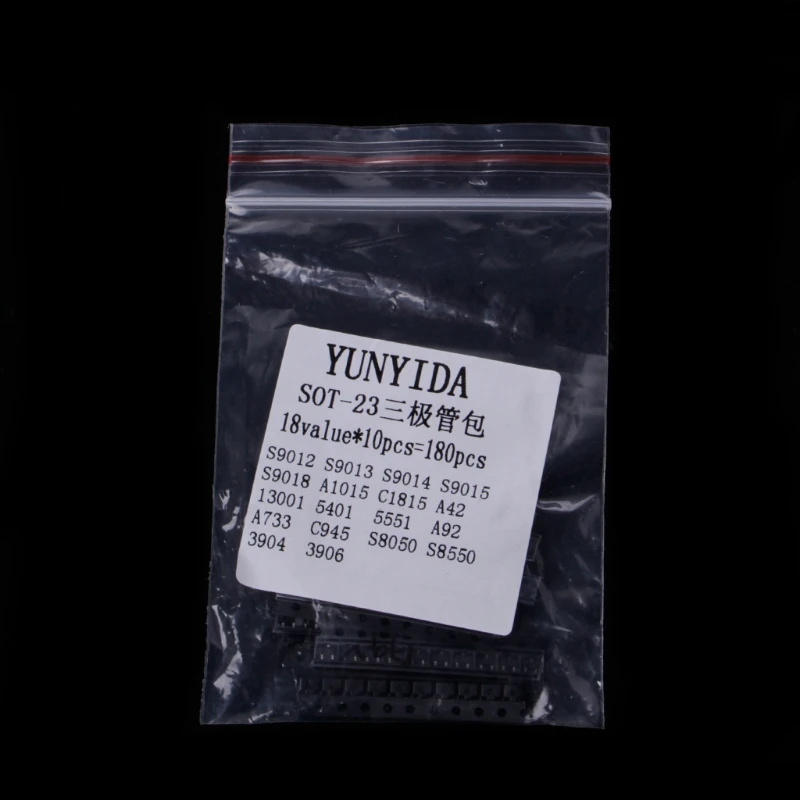 YUNYIDA
SOT-23三极管包
18value*10pcs=180pcs
S9012 S9013 S9014 S9015
S9018 A1015 C1815 A42
13001 5401 5551 A92
A733 C945 S8050 S8550
3904 3906